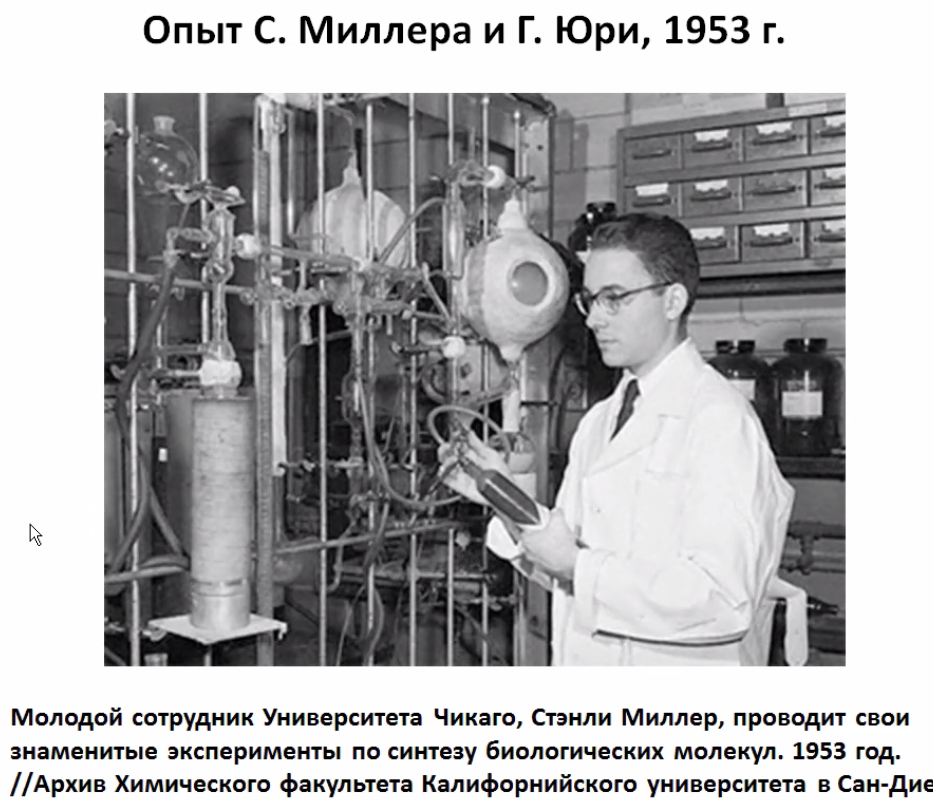 Опыт С. Миллера и Г. Юри, 1953 г.
Молодой сотрудник Университета Чикаго, Стэнли Миллер, проводит свои
знаменитые эксперименты по синтезу биологических молекул. 1953 год.
//Архив Химического факультета Калифорнийского университета в Сан-Дие